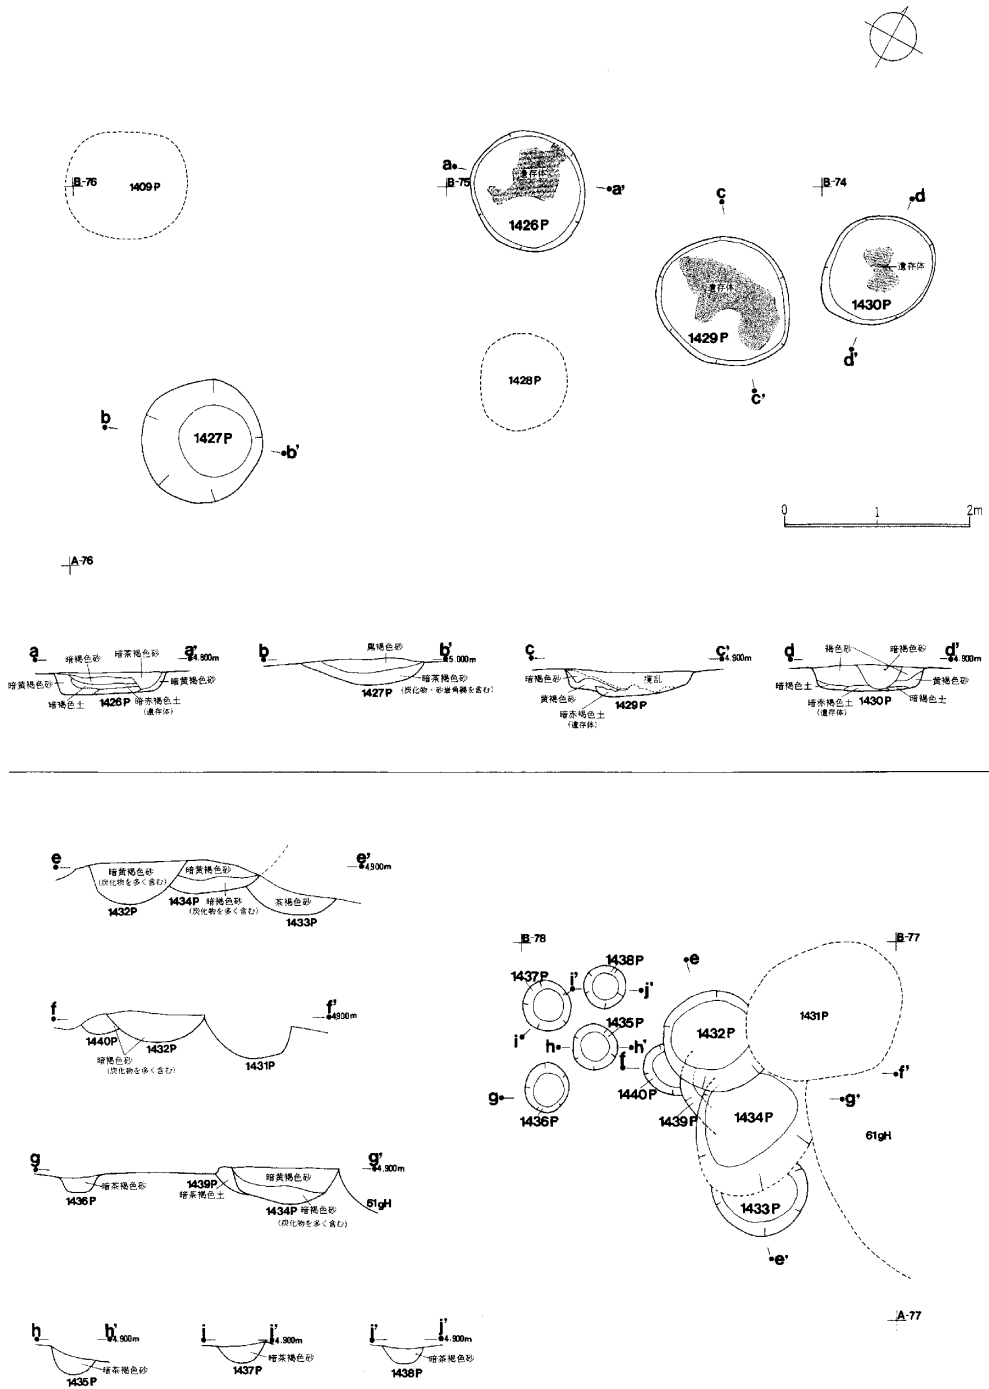 B-76
1409P
a
B-75
遺存体
a'
1426P
c
B-74
d
遺存体
1429P
遺存体
1430P
d'
c'
1428P
b
1427P
b'
0 1 2m
A-76
a
a'
4.900m
暗褐色砂
暗茶褐色砂
暗黄褐色砂
暗黄褐色砂
暗褐色土
1426P
暗赤褐色土
(遺存体)
b
b'
5.000m
黒褐色砂
暗茶褐色砂
(炭化物・砂岩角礫を含む)
1427P
c
c'
4.900m
暗褐色砂
攪乱
黄褐色砂
暗赤褐色土
(遺存体)
1429P
d
d'
4.900m
褐色砂
暗褐色砂
暗褐色土
黄褐色砂
暗赤褐色土
(遺存体)
1430P
暗褐色土
e
e'
4.900m
暗黄褐色砂
(炭化物を多く含む)
暗黄褐色砂
1432P
1434P
暗褐色砂
(炭化物を多く含む)
茶褐色砂
1433P
f
f'
4.900m
1440P
1432P
暗褐色砂
(炭化物を多く含む)
1431P
g
g'
4.900m
暗茶褐色砂
1436P
1439P
暗茶褐色土
暗黄褐色砂
1434P
暗褐色砂
(炭化物を多く含む)
61gH
h
h'
4.900m
暗茶褐色砂
1435P
i
i'
4.900m
暗茶褐色砂
1437P
j'
4.900m
暗茶褐色砂
1438P
B-78
B-77
1437P
i'
1438P
j'
e
1431P
i
h
1435P
h'
1432P
f
f'
g
1436P
1440P
1439P
1434P
g'
61gH
1433P
e'
A-77